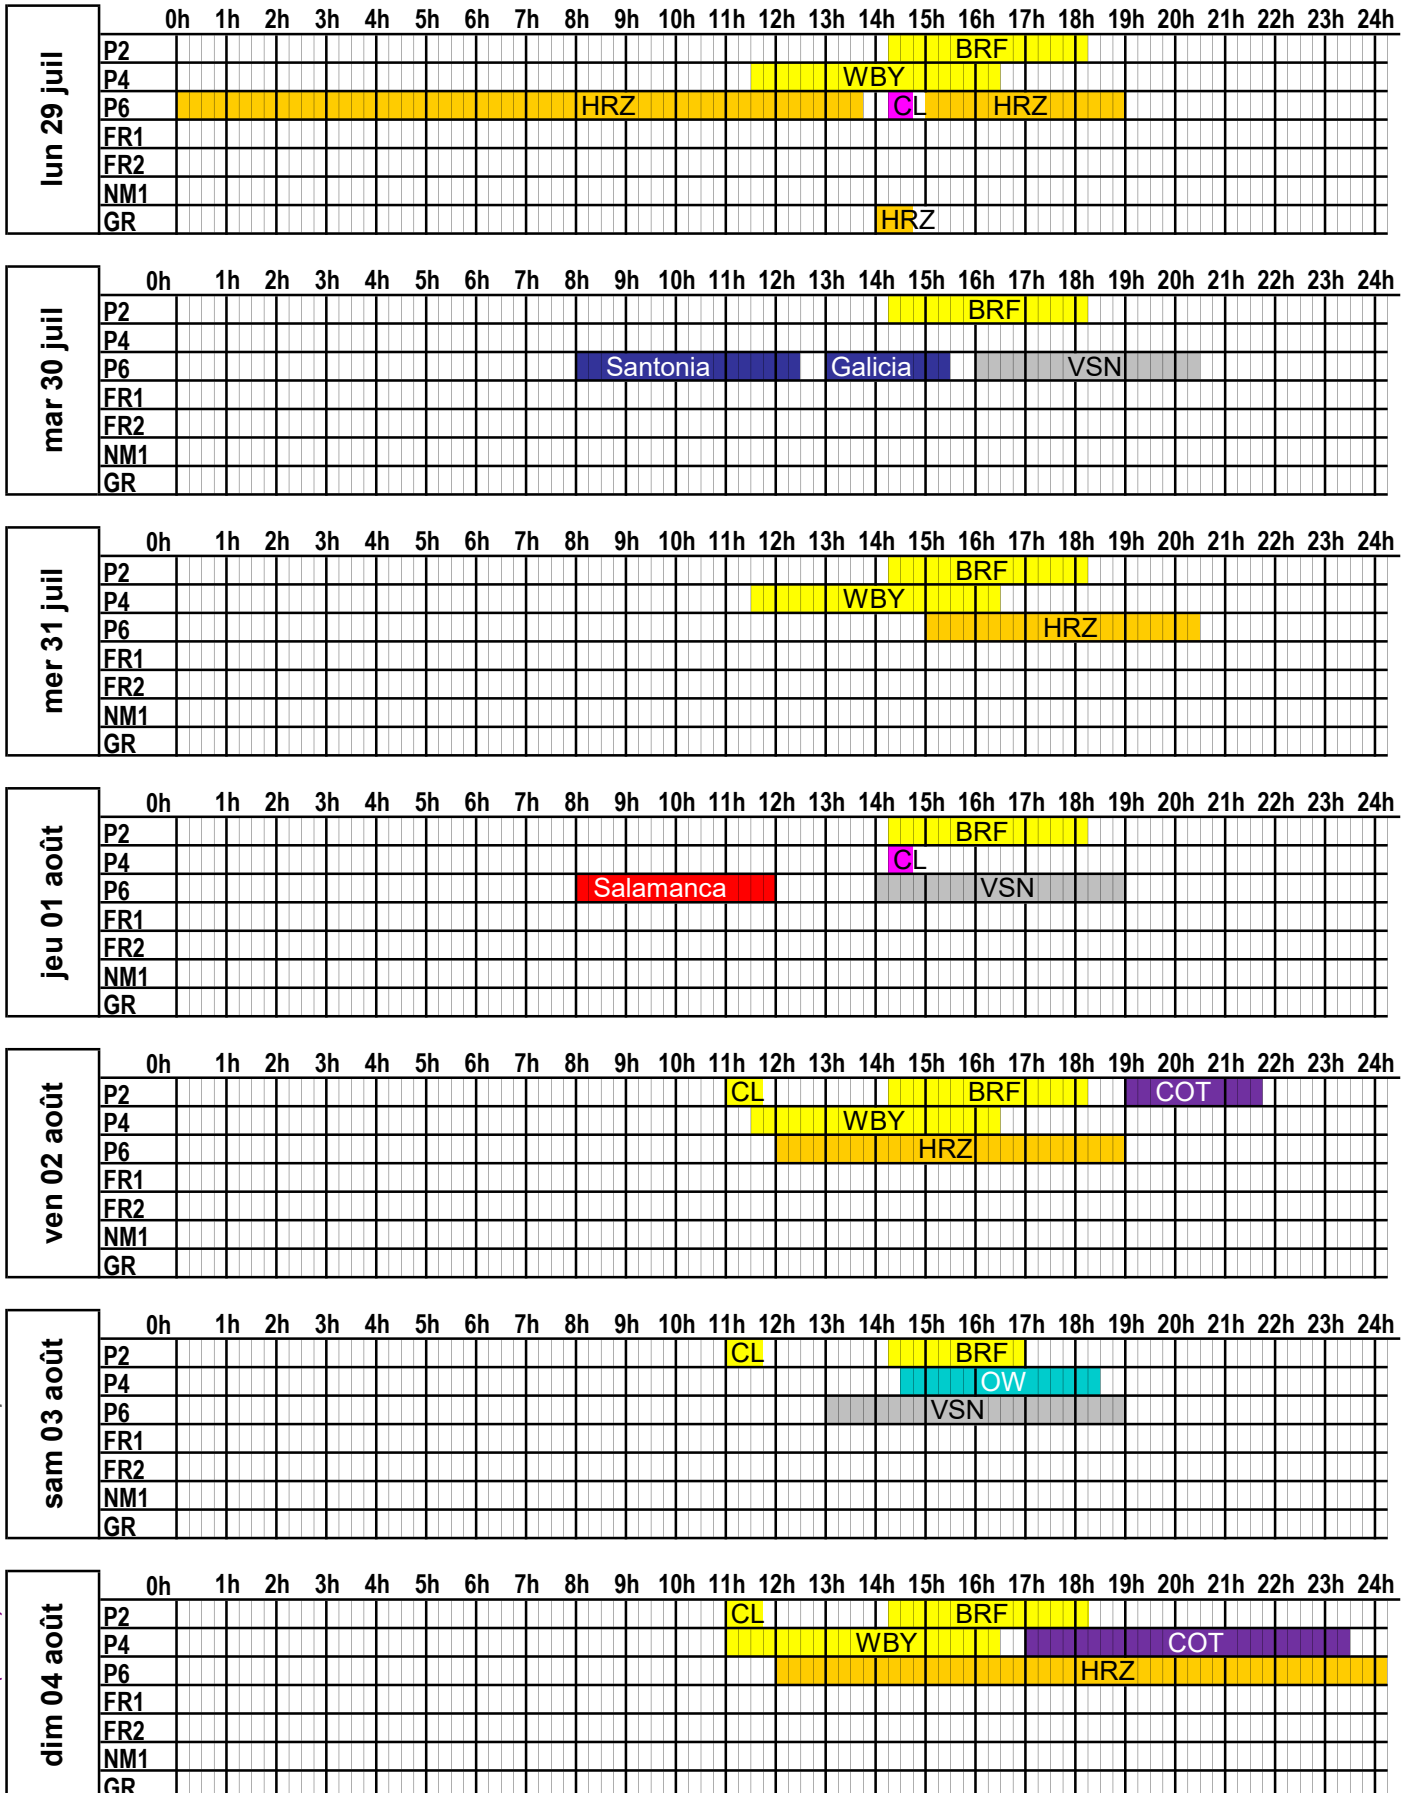 0h 1h 2h 3h 4h 5h 6h 7h 8h 9h 10h 11h 12h 13h 14h 15h 16h 17h 18h 19h 20h 21h 22h 23h 24h
lun 29 juil
P2 BRF
P4 WBY
P6 HRZ CL HRZ
FR1
FR2
NM1
GR HRZ
0h 1h 2h 3h 4h 5h 6h 7h 8h 9h 10h 11h 12h 13h 14h 15h 16h 17h 18h 19h 20h 21h 22h 23h 24h
mar 30 juil
P2 BRF
P4
P6 Santonia Galicia VSN
FR1
FR2
NM1
GR
0h 1h 2h 3h 4h 5h 6h 7h 8h 9h 10h 11h 12h 13h 14h 15h 16h 17h 18h 19h 20h 21h 22h 23h 24h
mer 31 juil
P2 BRF
P4 WBY
P6 HRZ
FR1
FR2
NM1
GR
0h 1h 2h 3h 4h 5h 6h 7h 8h 9h 10h 11h 12h 13h 14h 15h 16h 17h 18h 19h 20h 21h 22h 23h 24h
jeu 01 août
P2 BRF
P4 CL
P6 Salamanca VSN
FR1
FR2
NM1
GR
0h 1h 2h 3h 4h 5h 6h 7h 8h 9h 10h 11h 12h 13h 14h 15h 16h 17h 18h 19h 20h 21h 22h 23h 24h
ven 02 août
P2 CL BRF COT
P4 WBY
P6 HRZ
FR1
FR2
NM1
GR
0h 1h 2h 3h 4h 5h 6h 7h 8h 9h 10h 11h 12h 13h 14h 15h 16h 17h 18h 19h 20h 21h 22h 23h 24h
sam 03 août
P2 CL BRF
P4 OW
P6 VSN
FR1
FR2
NM1
GR
0h 1h 2h 3h 4h 5h 6h 7h 8h 9h 10h 11h 12h 13h 14h 15h 16h 17h 18h 19h 20h 21h 22h 23h 24h
dim 04 août
P2 CL BRF
P4 WBY COT
P6 HRZ
FR1
FR2
NM1
GR